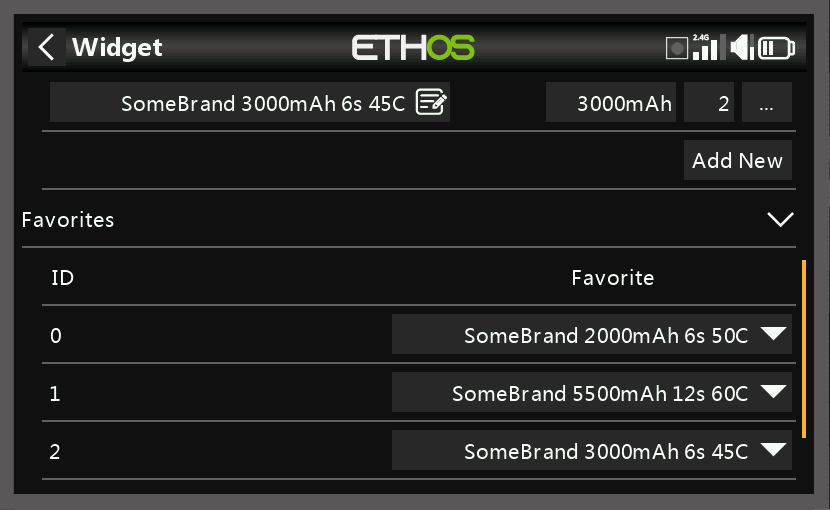 Widget ETHOS 2.4G
SomeBrand 3000mAh 6s 45C 3000mAh 2 ...
Add New
Favorites
ID Favorite
0 SomeBrand 2000mAh 6s 50C
1 SomeBrand 5500mAh 12s 60C
2 SomeBrand 3000mAh 6s 45C